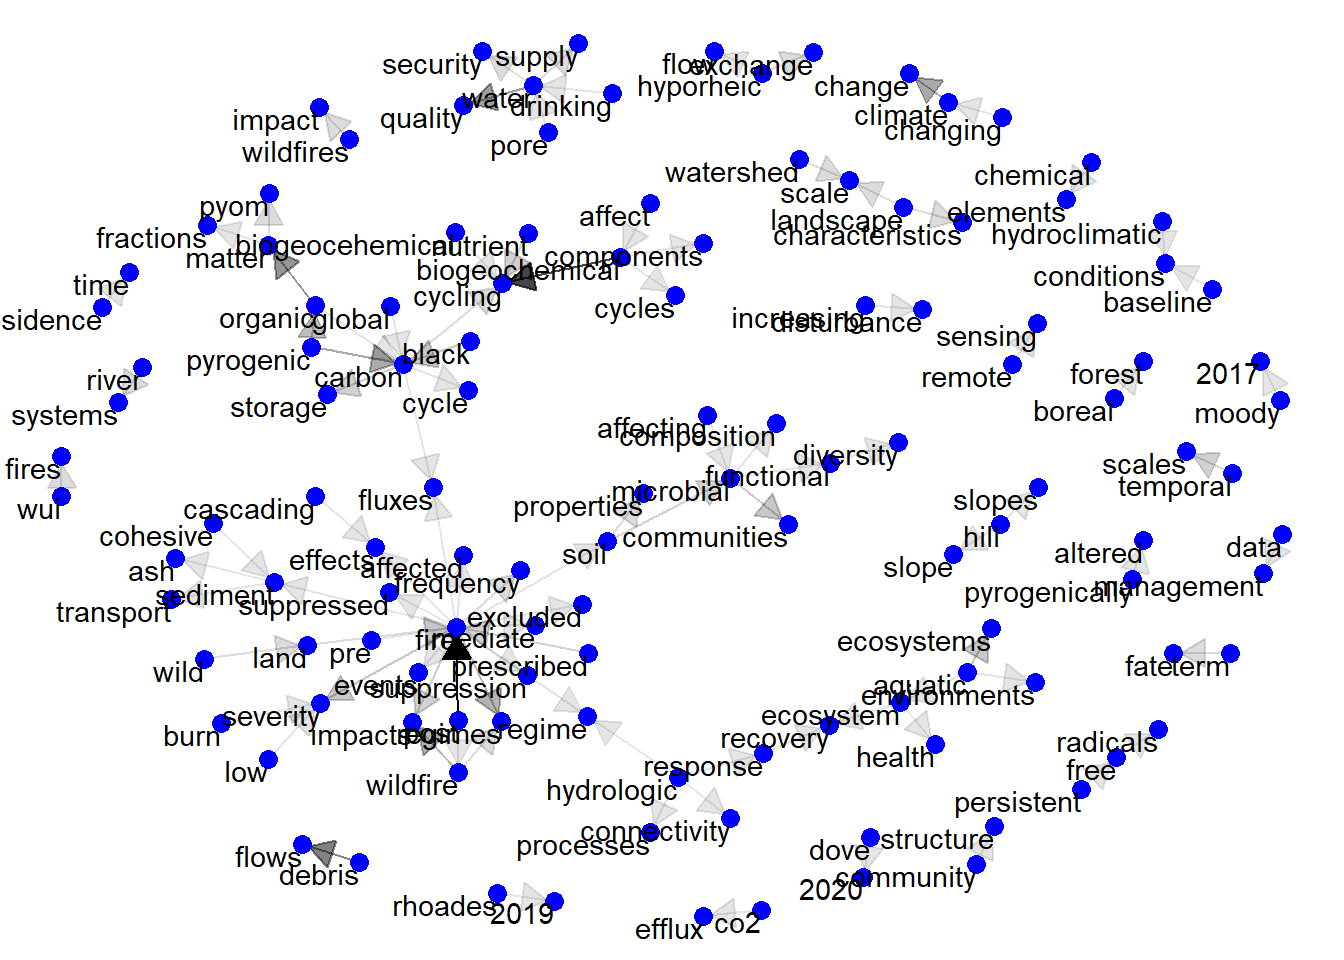 security
supply
flow
exchange
hyporheic
change
water
drinking
quality
climate
changing
impact
wildfires
pore
watershed
scale
chemical
elements
landscape
characteristics
hydroclimatic
pyom
fractions
matter
biogeocehemical
nutrient
affect
components
biogeochemical
cycling
cycles
conditions
baseline
time
sidence
organic
global
increasing
disturbance
sensing
remote
pyrogenic
black
carbon
storage
cycle
river
systems
forest
boreal
2017
moody
affecting
composition
diversity
functional
microbial
properties
communities
soil
fires
wui
scales
temporal
slopes
hill
slope
cascading
fluxes
cohesive
ash
transport
sediment
effects
affected
frequency
suppressed
altered
data
management
pyrogenically
excluded
fire
prescribed
ecosystems
wild
land
pre
events
suppression
aquatic
environments
fate
term
severity
burn
low
impacts
post
regimes
regime
wildfire
ecosystem
recovery
response
health
radicals
free
persistent
hydrologic
connectivity
processes
flows
debris
dove
structure
2020
community
rhoades
2019
efflux
co2